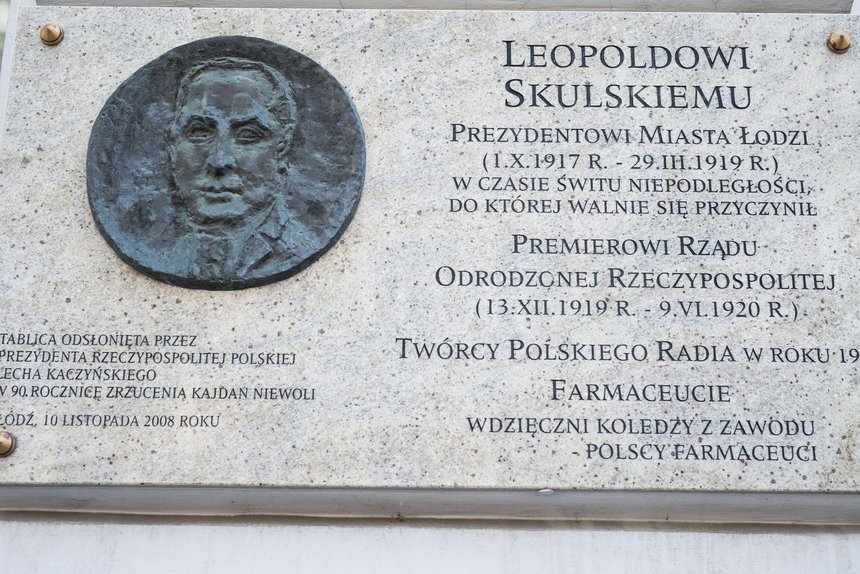 LEOPOLDOWI
SKULSKIEMU
PREZYDENTOWI MIASTA ŁODZI
(1.X.1917 R. - 29.III.1919 R.)
W CZASIE ŚWITU NIEPODLEGŁOŚCI,
DO KTÓREJ WALNIE SIĘ PRZYCZYNIŁ
PREMIEROWI RZĄDU
ODRODZONEJ RZECZYPOSPOLITEJ
(13.XII.1919 R. - 9.VI.1920 R.)
TWÓRCY POLSKIEGO RADIA W ROKU 19
FARMACEUCIE
WDZIĘCZNI KOLEDZY Z ZAWODU
- POLSCY FARMACEUCI
TABLICA ODSŁONIĘTA PRZEZ
PREZYDENTA RZECZYPOSPOLITEJ POLSKIEJ
LECHA KACZYŃSKIEGO
W 90 ROCZNICĘ ZRZUCENIA KAJDAN NIEWOLI
ŁÓDŹ, 10 LISTOPADA 2008 ROKU